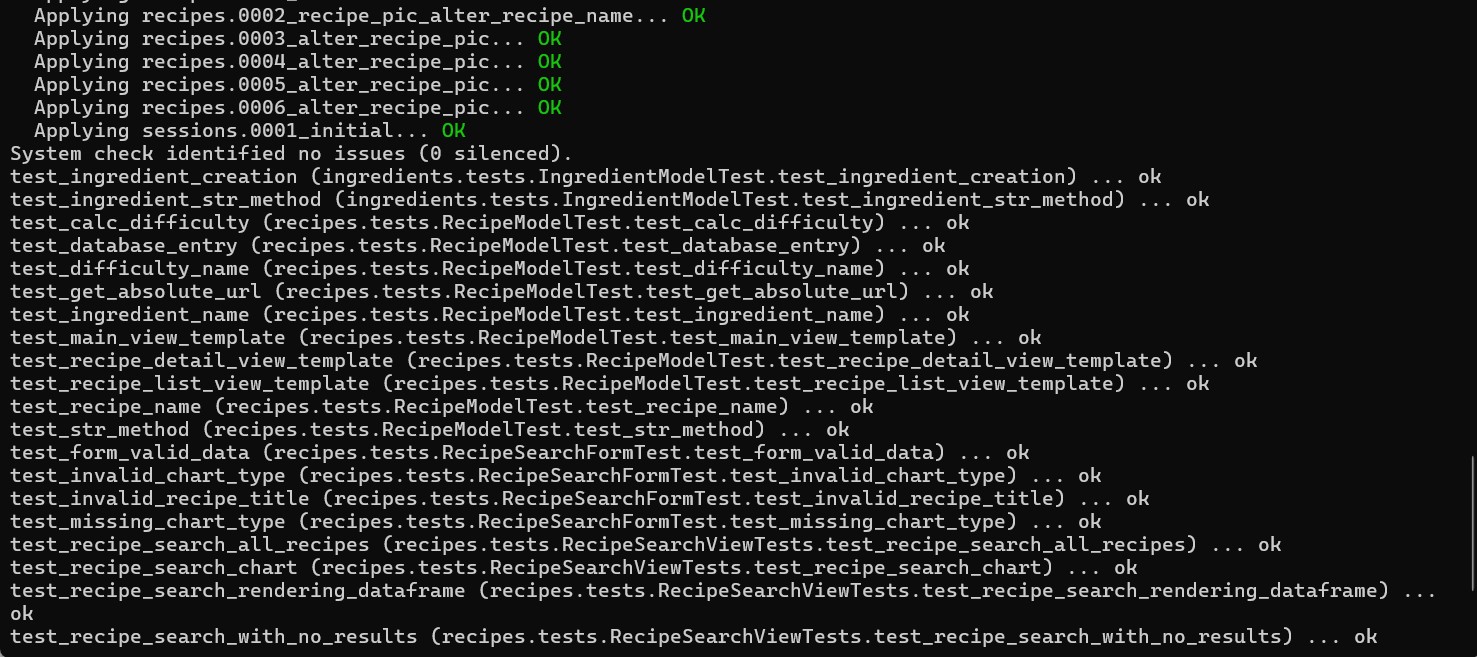 Applying recipes.0002_recipe_pic_alter_recipe_name... OK
Applying recipes.0003_alter_recipe_pic... OK
Applying recipes.0004_alter_recipe_pic... OK
Applying recipes.0005_alter_recipe_pic... OK
Applying recipes.0006_alter_recipe_pic... OK
Applying sessions.0001_initial... OK
System check identified no issues (0 silenced).
test_ingredient_creation (ingredients.tests.IngredientModelTest.test_ingredient_creation) ... ok
test_ingredient_str_method (ingredients.tests.IngredientModelTest.test_ingredient_str_method) ... ok
test_calc_difficulty (recipes.tests.RecipeModelTest.test_calc_difficulty) ... ok
test_database_entry (recipes.tests.RecipeModelTest.test_database_entry) ... ok
test_difficulty_name (recipes.tests.RecipeModelTest.test_difficulty_name) ... ok
test_get_absolute_url (recipes.tests.RecipeModelTest.test_get_absolute_url) ... ok
test_ingredient_name (recipes.tests.RecipeModelTest.test_ingredient_name) ... ok
test_main_view_template (recipes.tests.RecipeModelTest.test_main_view_template) ... ok
test_recipe_detail_view_template (recipes.tests.RecipeModelTest.test_recipe_detail_view_template) ... ok
test_recipe_list_view_template (recipes.tests.RecipeModelTest.test_recipe_list_view_template) ... ok
test_recipe_name (recipes.tests.RecipeModelTest.test_recipe_name) ... ok
test_str_method (recipes.tests.RecipeModelTest.test_str_method) ... ok
test_form_valid_data (recipes.tests.RecipeSearchFormTest.test_form_valid_data) ... ok
test_invalid_chart_type (recipes.tests.RecipeSearchFormTest.test_invalid_chart_type) ... ok
test_invalid_recipe_title (recipes.tests.RecipeSearchFormTest.test_invalid_recipe_title) ... ok
test_missing_chart_type (recipes.tests.RecipeSearchFormTest.test_missing_chart_type) ... ok
test_recipe_search_all_recipes (recipes.tests.RecipeSearchViewTests.test_recipe_search_all_recipes) ... ok
test_recipe_search_chart (recipes.tests.RecipeSearchViewTests.test_recipe_search_chart) ... ok
test_recipe_search_rendering_dataframe (recipes.tests.RecipeSearchViewTests.test_recipe_search_rendering_dataframe) ...
ok
test_recipe_search_with_no_results (recipes.tests.RecipeSearchViewTests.test_recipe_search_with_no_results) ... ok